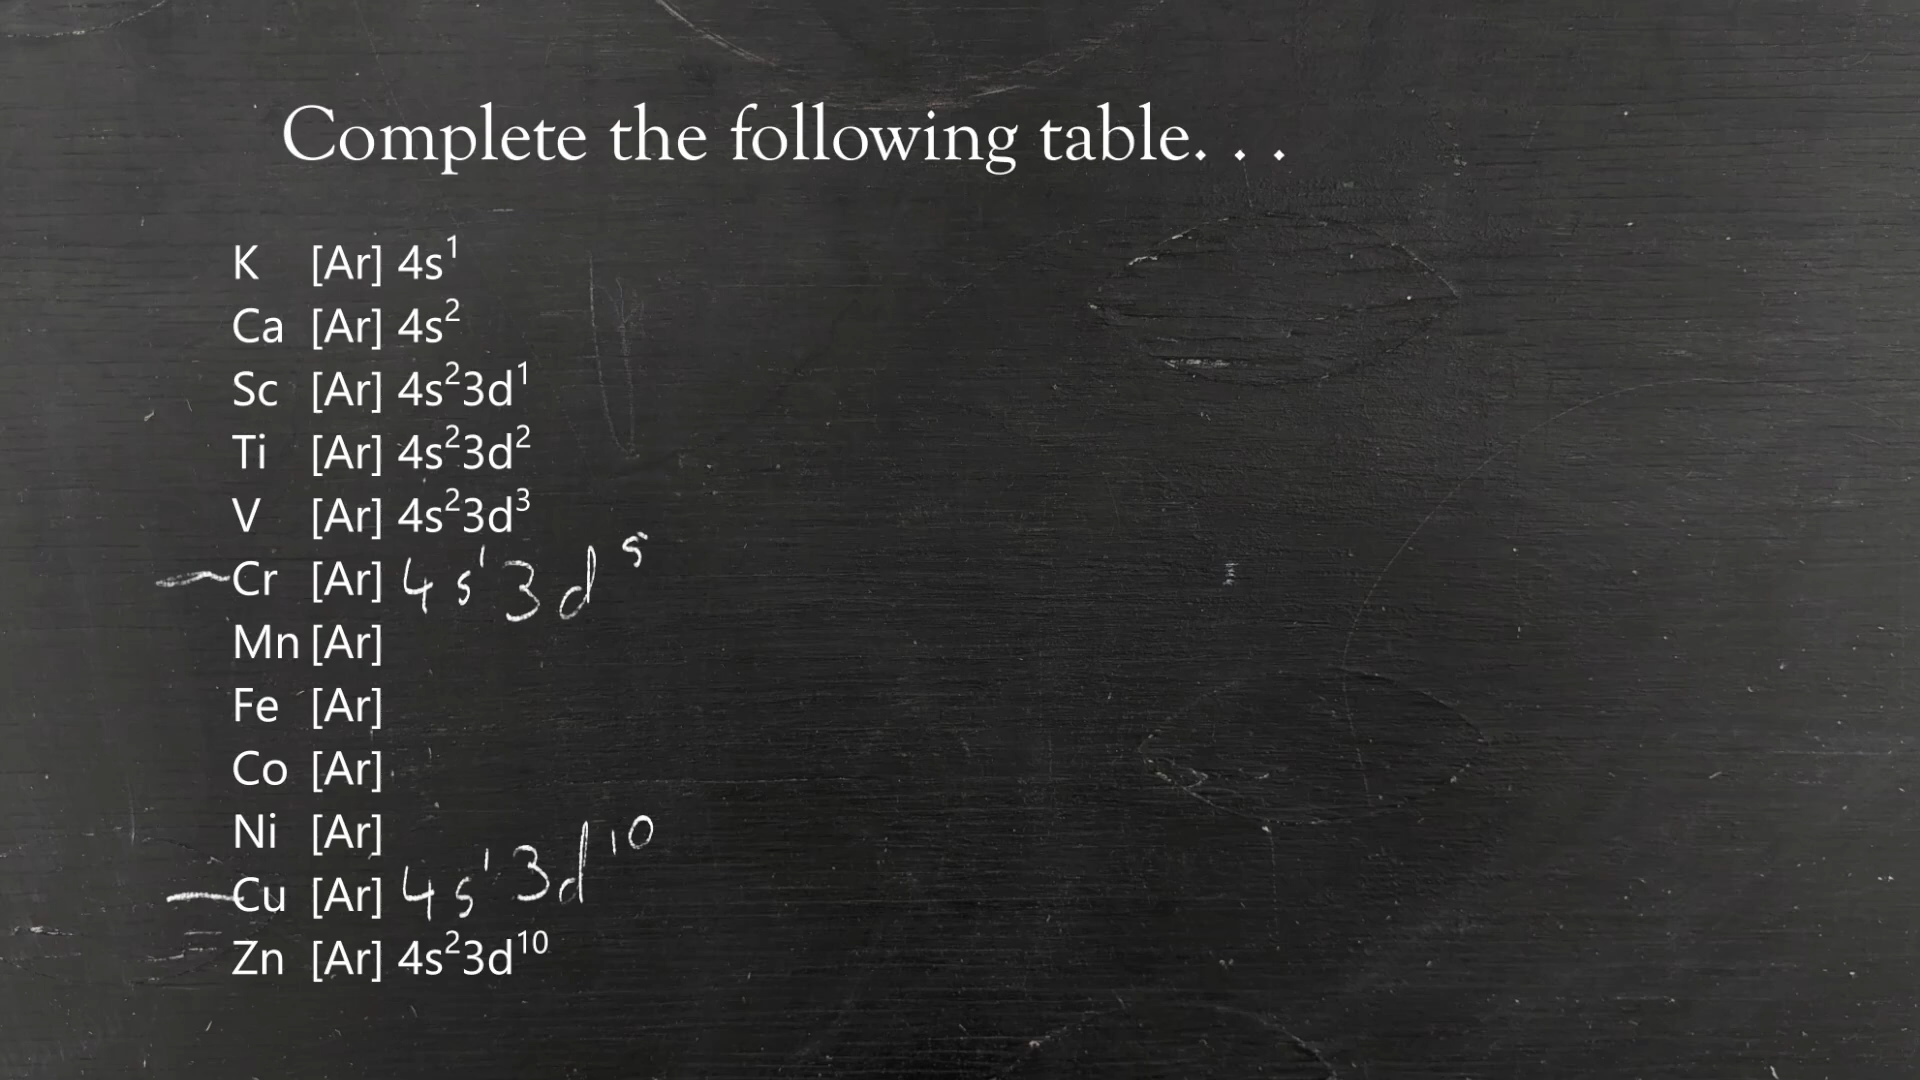 Complete the following table. . .
K [Ar] 4s¹
Ca [Ar] 4s²
Sc [Ar] 4s²3d¹
Ti [Ar] 4s²3d²
V [Ar] 4s²3d³
Cr [Ar] 4s¹3d⁵
Mn [Ar]
Fe [Ar]
Co [Ar]
Ni [Ar]
Cu [Ar] 4s¹3d¹⁰
Zn [Ar] 4s²3d¹⁰